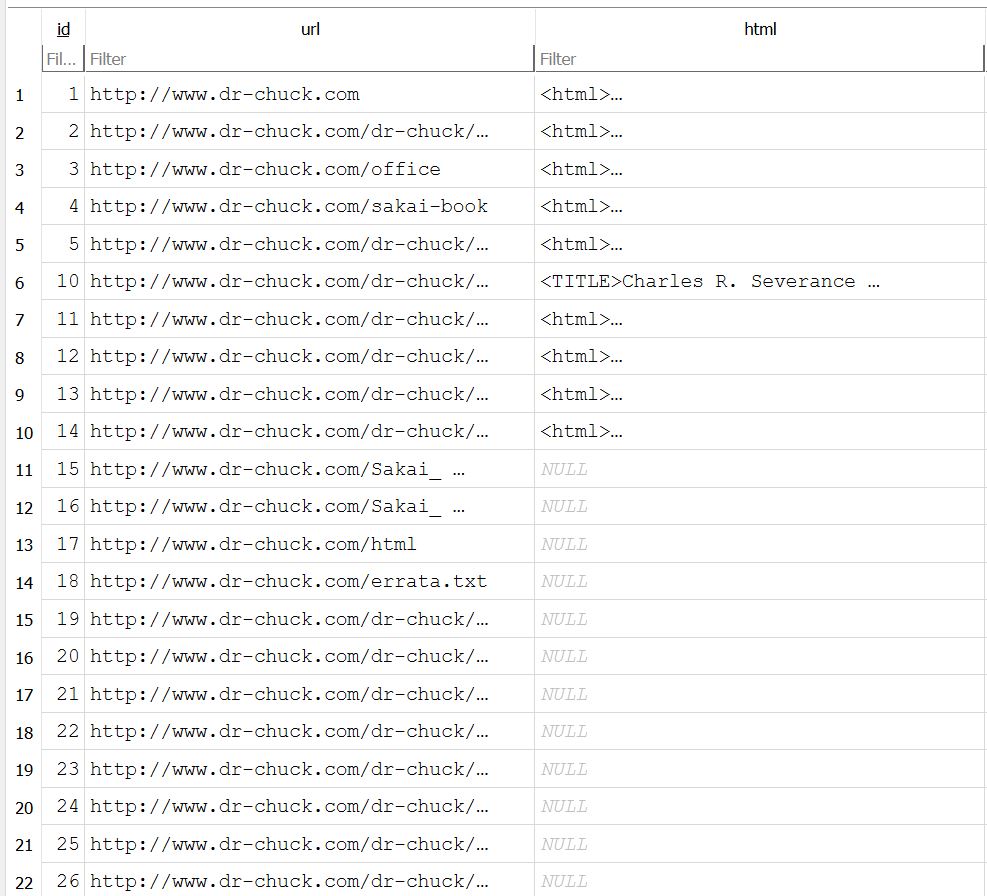 id url html
Fil... Filter Filter
1 1 http://www.dr-chuck.com <html>…
2 2 http://www.dr-chuck.com/dr-chuck/… <html>…
3 3 http://www.dr-chuck.com/office <html>…
4 4 http://www.dr-chuck.com/sakai-book <html>…
5 5 http://www.dr-chuck.com/dr-chuck/… <html>…
6 10 http://www.dr-chuck.com/dr-chuck/… <TITLE>Charles R. Severance …
7 11 http://www.dr-chuck.com/dr-chuck/… <html>…
8 12 http://www.dr-chuck.com/dr-chuck/… <html>…
9 13 http://www.dr-chuck.com/dr-chuck/… <html>…
10 14 http://www.dr-chuck.com/dr-chuck/… <html>…
11 15 http://www.dr-chuck.com/Sakai_ … NULL
12 16 http://www.dr-chuck.com/Sakai_ … NULL
13 17 http://www.dr-chuck.com/html NULL
14 18 http://www.dr-chuck.com/errata.txt NULL
15 19 http://www.dr-chuck.com/dr-chuck/… NULL
16 20 http://www.dr-chuck.com/dr-chuck/… NULL
17 21 http://www.dr-chuck.com/dr-chuck/… NULL
18 22 http://www.dr-chuck.com/dr-chuck/… NULL
19 23 http://www.dr-chuck.com/dr-chuck/… NULL
20 24 http://www.dr-chuck.com/dr-chuck/… NULL
21 25 http://www.dr-chuck.com/dr-chuck/… NULL
22 26 http://www.dr-chuck.com/dr-chuck/… NULL